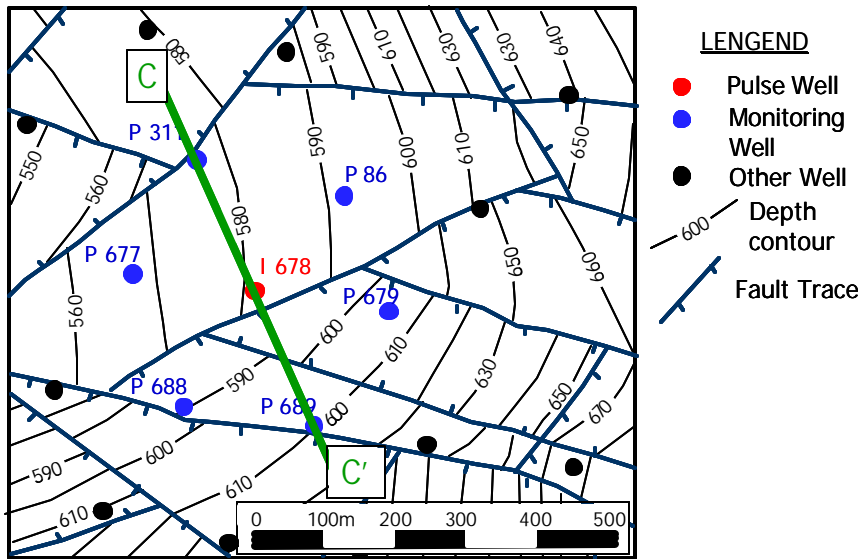 LENGEND
Pulse Well
Monitoring
Well
Other Well
600
Depth
contour
Fault Trace
580
590
610
630
630
640
C
P 311
550
560
590
P 86
600
610
650
580
P 677
I 678
650
660
560
P 679
600
610
590
630
P 688
P 689
600
650
670
600
590
610
C'
610
0 100m 200 300 400 500